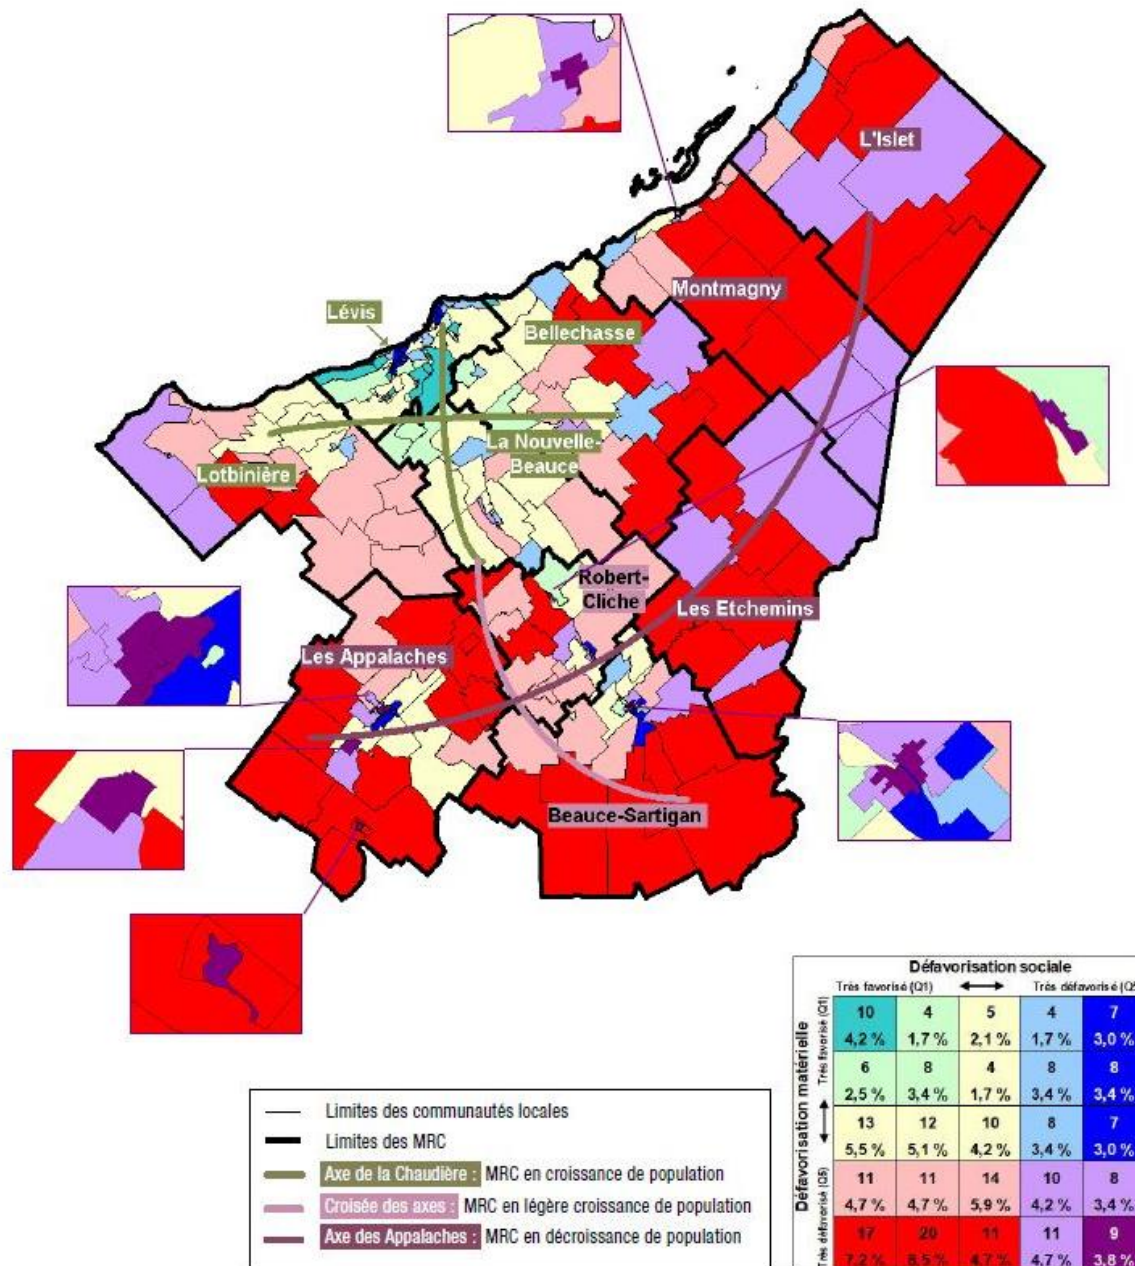 L'Islet
Montmagny
Lévis
Bellechasse
La Nouvelle-
Beauce
Lotbinière
Robert-
Cliche
Les Etchemins
Les Appalaches
Beauce-Sartigan
Limites des communautés locales
Limites des MRC
Axe de la Chaudière : MRC en croissance de population
Croisée des axes : MRC en légère croissance de population
Axe des Appalaches : MRC en décroissance de population
Défavorisation sociale
Très favorisé (Q1) Très défavorisé (Q5
Défavorisation matérielle
Très favorisé (Q1)
Très défavorisé (Q5)
10 4 5 4 7
4,2 % 1,7 % 2,1 % 1,7 % 3,0 %
6 8 4 8 8
2,5 % 3,4 % 1,7 % 3,4 % 3,4 %
13 12 10 8 7
5,5 % 5,1 % 4,2 % 3,4 % 3,0 %
11 11 14 10 8
4,7 % 4,7 % 5,9 % 4,2 % 3,4 %
17 20 11 11 9
7,2 % 8,5 % 4,7 % 4,7 % 3,8 %